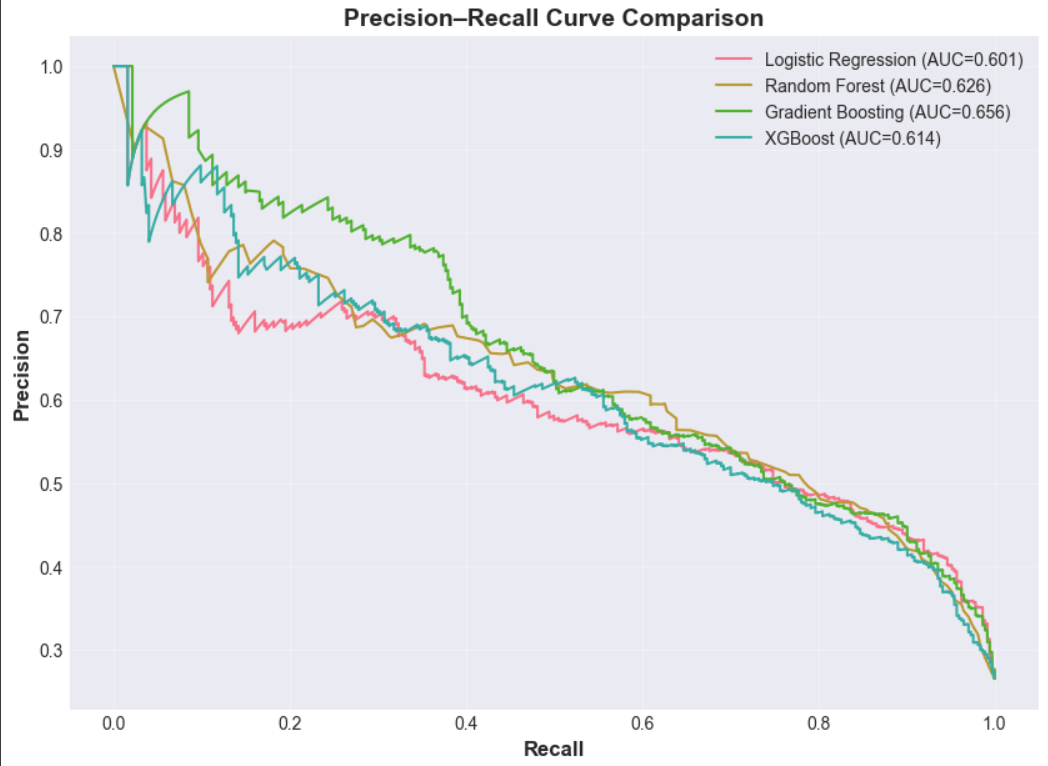 Precision–Recall Curve Comparison
Logistic Regression (AUC=0.601)
Random Forest (AUC=0.626)
Gradient Boosting (AUC=0.656)
XGBoost (AUC=0.614)
1.0
0.9
0.8
0.7
0.6
0.5
0.4
0.3
Precision
0.0 0.2 0.4 0.6 0.8 1.0
Recall